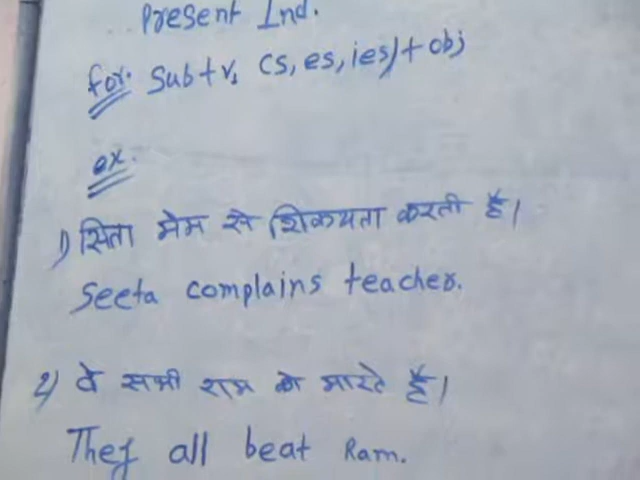 Present Ind.
for. Sub + V₁ (s, es, ies) + obj
ex.
1) सिता मेम से शिकयता करती है।
Seeta complains teacher.
2) वे सभी राम को मारते है।
They all beat Ram.